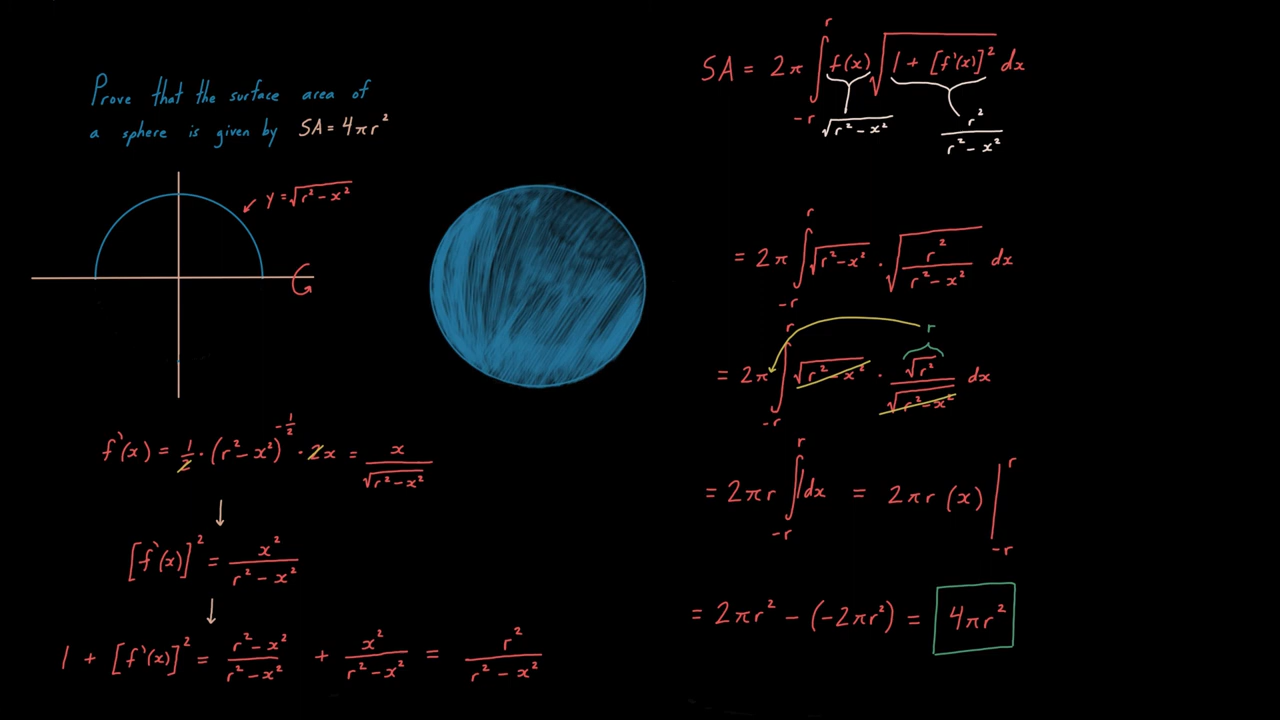 Prove that the surface area of
a sphere is given by SA = 4πr²
y = √(r² − x²)
f'(x) = 1/2 · (r² − x²)^(−1/2) · 2x = x/√(r² − x²)
↓
[f'(x)]² = x²/(r² − x²)
↓
1 + [f'(x)]² = (r² − x²)/(r² − x²) + x²/(r² − x²) = r²/(r² − x²)
SA = 2π ∫_{−r}^{r} f(x) √(1 + [f'(x)]²) dx
√(r² − x²) r²/(r² − x²)
= 2π ∫_{−r}^{r} √(r² − x²) · √(r²/(r² − x²)) dx
r
= 2π ∫_{−r}^{r} √(r² − x²) · √(r²)/√(r² − x²) dx
= 2πr ∫_{−r}^{r} 1dx = 2πr (x) |_{−r}^{r}
= 2πr² − (−2πr²) = 4πr²